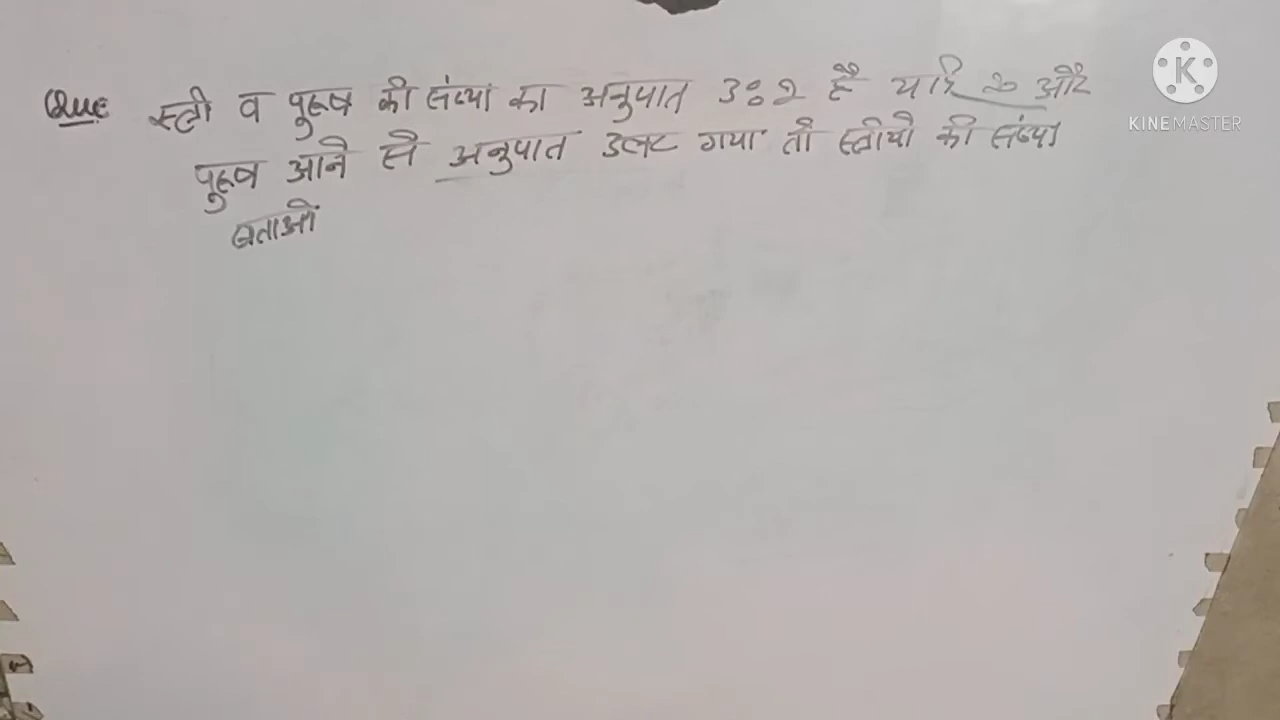 Que स्त्री व पुरूष की संख्या का अनुपात 3:2 है यदि 20 और
पुरूष आने से अनुपात उलट गया तो स्त्रीयो की संख्या
बताओं
K
KINEMASTER